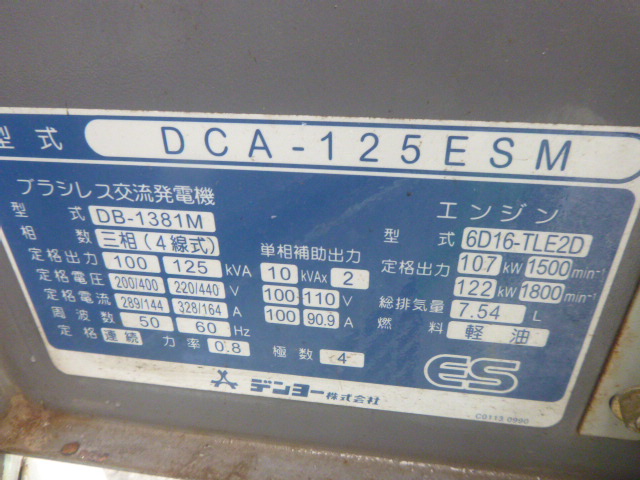 型式 DCA-125ESM
ブラシレス交流発電機
型式 DB-1381M
相数 三相(4線式)
定格出力 100 125 kVA
定格電圧 200/400 220/440 V
定格電流 289/144 328/164 A
周波数 50 60 Hz
定格 連続 力率 0.8 極数 4
単相補助出力
10 kVA× 2
100 110 V
100 90.9 A
エンジン
型式 6D16-TLE2D
定格出力 107 kW 1500 min⁻¹
122 kW 1800 min⁻¹
総排気量 7.54 L
燃料 軽油
デンヨー株式会社
ES
C0112 0990